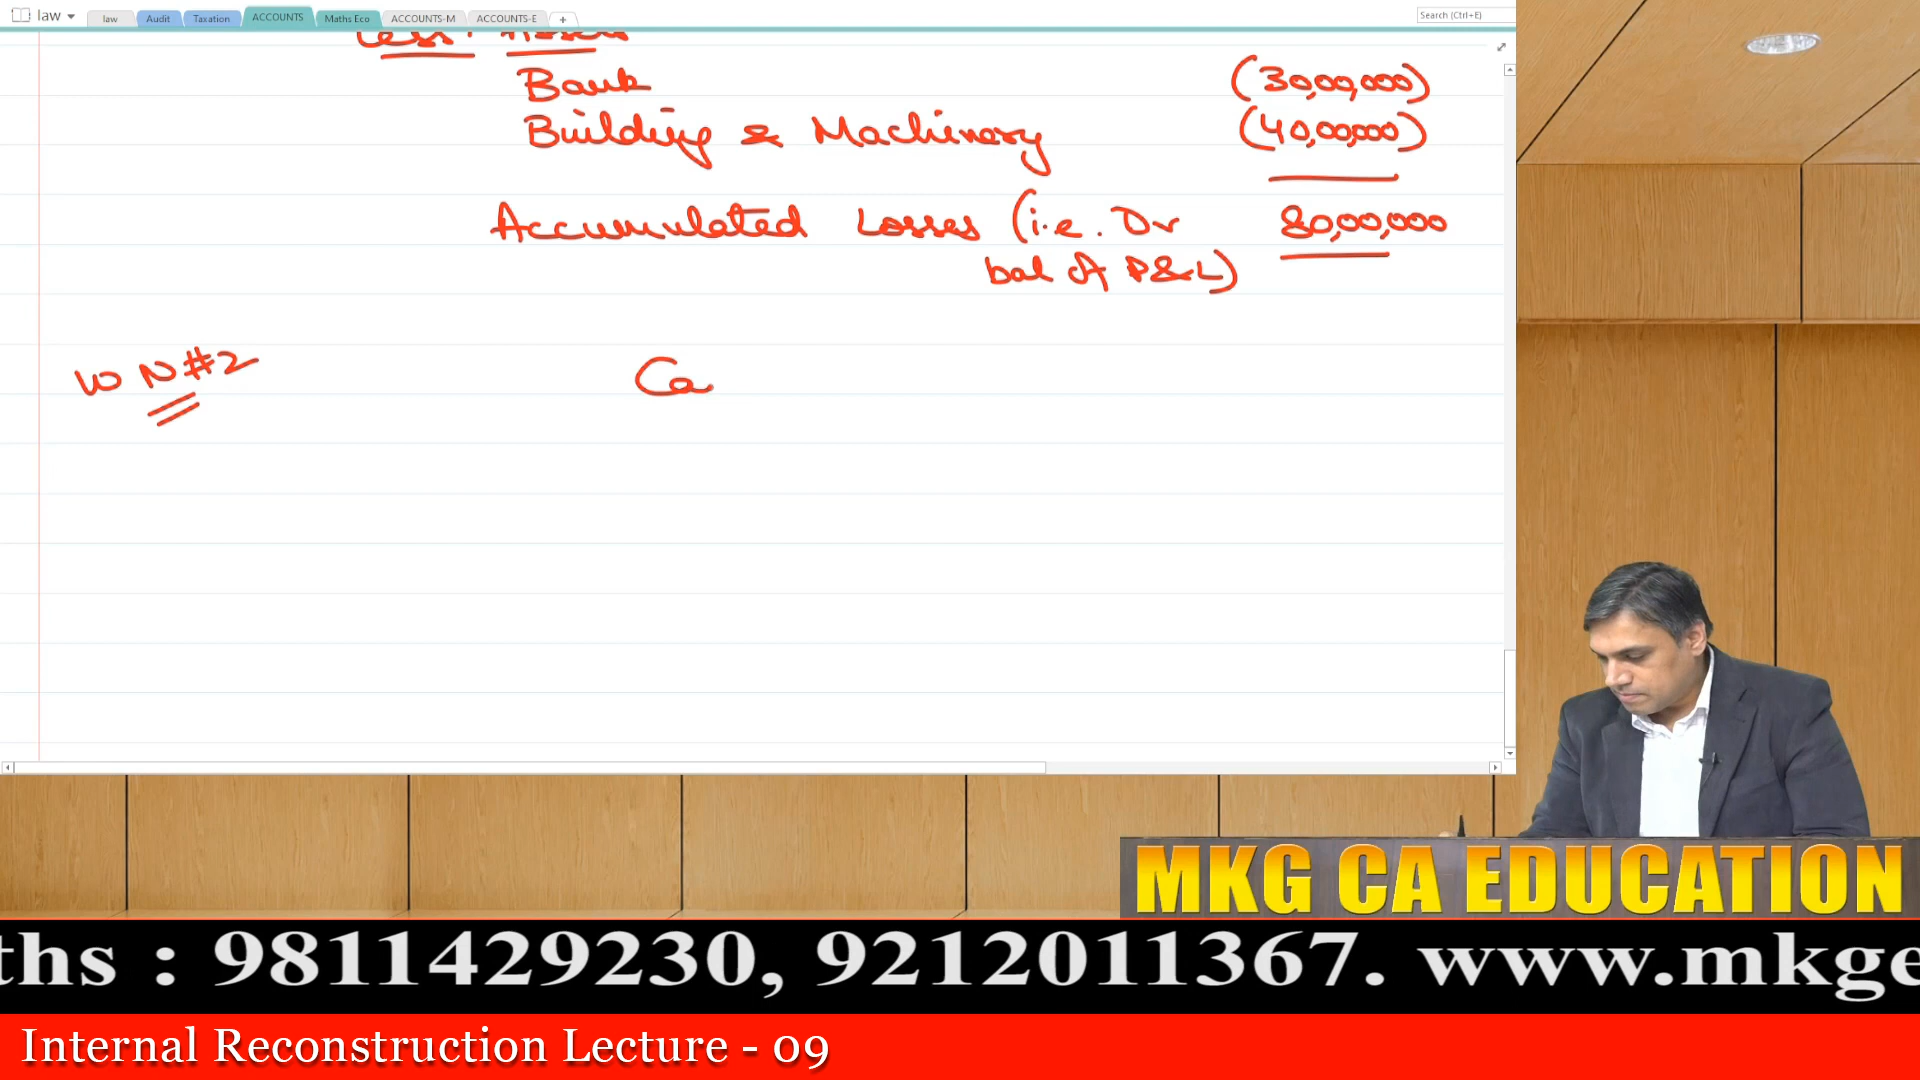 law law Audit Taxation ACCOUNTS Maths Eco ACCOUNTS-M ACCOUNTS-E + Search (Ctrl+E)
Less: Assets
Bank (30,00,000)
Building & Machinery (40,00,000)
Accumulated Losses (i.e. Dr 80,00,000
bal of P&L)
WN#2 Ca
MKG CA EDUCATION
ths : 9811429230, 9212011367. www.mkge
Internal Reconstruction Lecture - 09